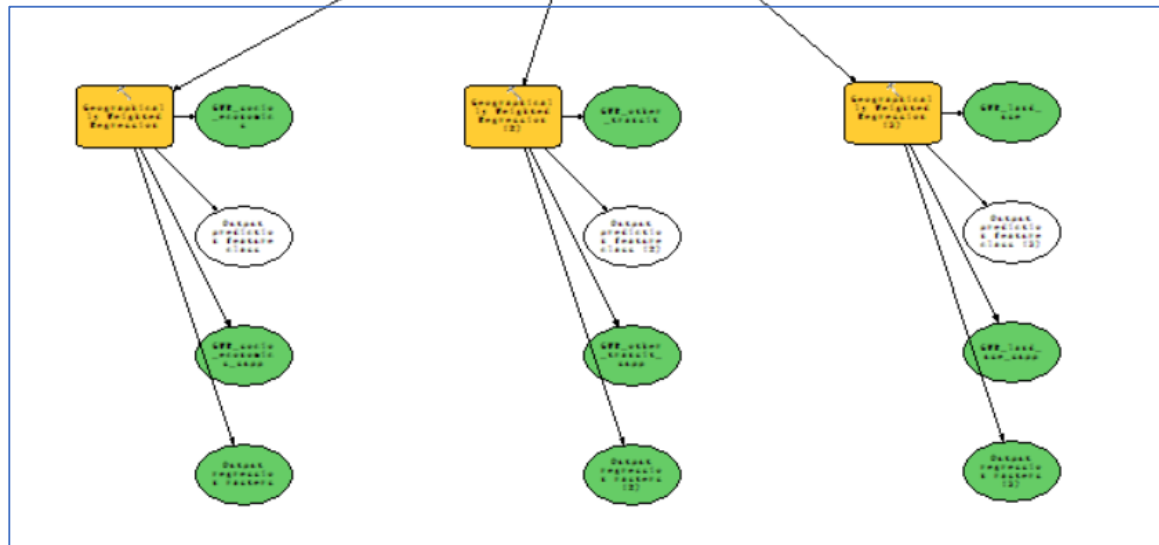 Geographical
ly Weighted
Regression
GWR_socio
_economic
s
Output
predictio
n feature
class
GWR_socio
_economic
s_supp
Output
regressio
n rasters
Geographical
ly Weighted
Regression
(2)
GWR_other
_transit
Output
predictio
n feature
class (2)
GWR_other
_transit_
supp
Output
regressio
n rasters
(2)
Geographical
ly Weighted
Regression
(3)
GWR_land_
use
Output
predictio
n feature
class (3)
GWR_land_
use_supp
Output
regressio
n rasters
(3)